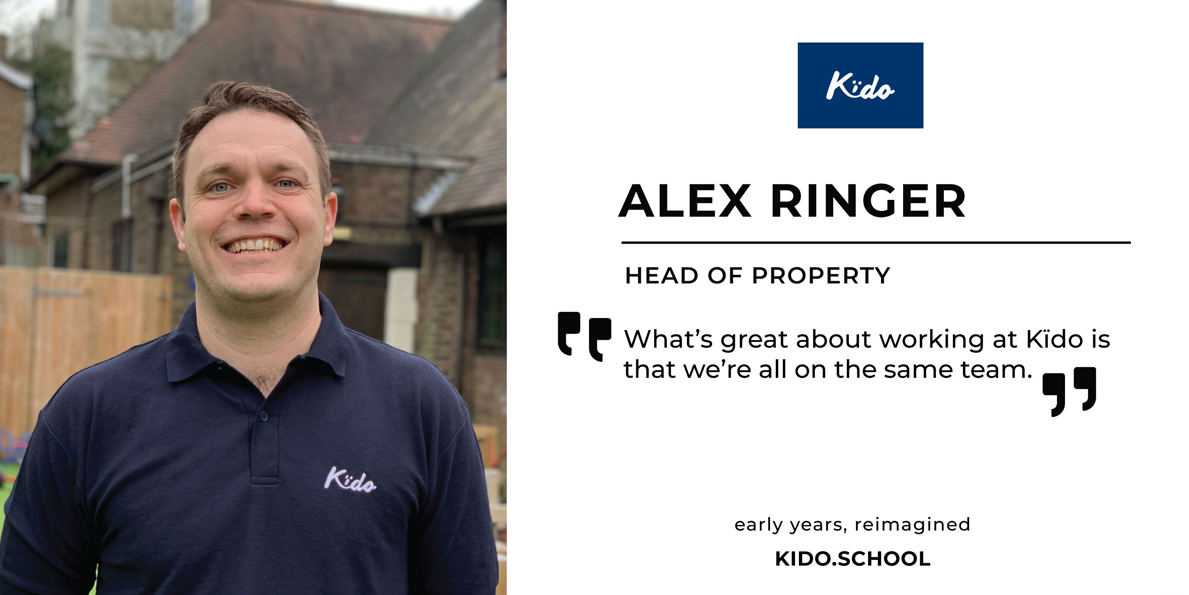 Kïdo
ALEX RINGER
HEAD OF PROPERTY
❜❜ What's great about working at Kïdo is
that we're all on the same team. ❜❜
early years, reimagined
KIDO.SCHOOL
Kïdo